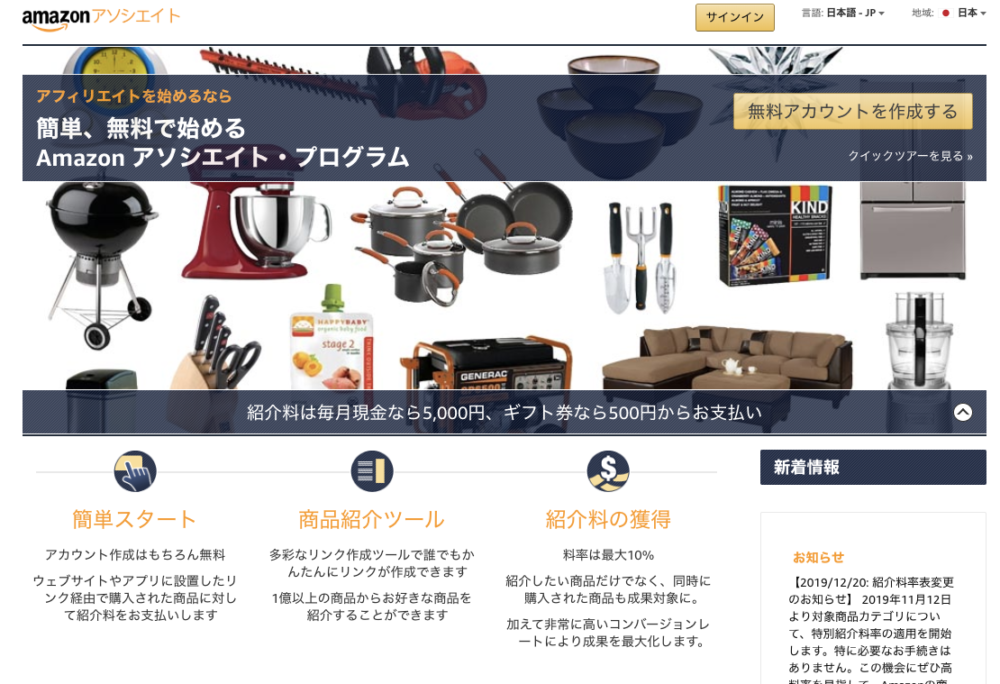 amazonアソシエイト
サインイン
言語: 日本語 - JP
地域: 日本
アフィリエイトを始めるなら
簡単、無料で始める
Amazon アソシエイト・プログラム
無料アカウントを作成する
クイックツアーを見る »
KIND
HEALTHY SNACKS
mini
HAPPYBABY
organic baby food
stage 2
GENERAC
紹介料は毎月現金なら5,000円、ギフト券なら500円からお支払い
簡単スタート
アカウント作成はもちろん無料
ウェブサイトやアプリに設置したリ
ンク経由で購入された商品に対し
て紹介料をお支払いします
商品紹介ツール
多彩なリンク作成ツールで誰でもか
んたんにリンクが作成できます
1億以上の商品からお好きな商品を
紹介することができます
紹介料の獲得
料率は最大10%
紹介したい商品だけでなく、同時に
購入された商品も成果対象に。
加えて非常に高いコンバージョンレ
ートにより成果を最大化します。
新着情報
お知らせ
【2019/12/20: 紹介料率表変更
のお知らせ】 2019年11月12日
より対象商品カテゴリについ
て、特別紹介料率の適用を開始
します。特に必要なお手続きは
ありません。この機会にぜひ高